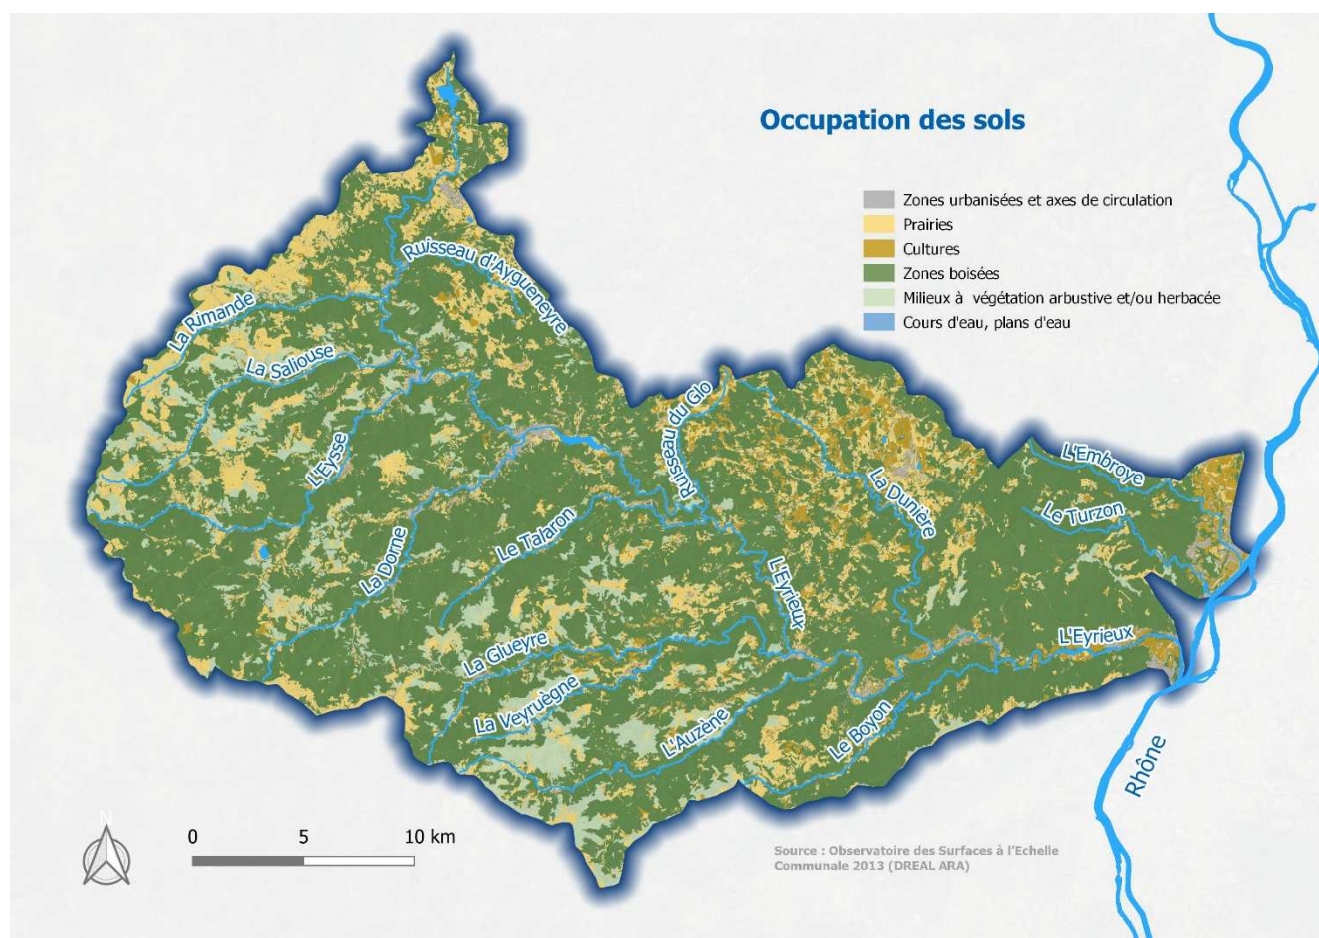 Occupation des sols
Zones urbanisées et axes de circulation
Prairies
Cultures
Zones boisées
Milieux à végétation arbustive et/ou herbacée
Cours d'eau, plans d'eau
Ruisseau d'Aygueneyre
La Rimande
La Saliouse
L'Eysse
Ruisseau du Glo
La Dunière
L'Embroye
Le Turzon
La Dorne
Le Talaron
L'Eyrieux
L'Eyrieux
La Glueyre
La Veyruègne
L'Auzène
Le Boyon
Rhône
N
0 5 10 km
Source : Observatoire des Surfaces à l'Echelle
Communale 2013 (DREAL ARA)